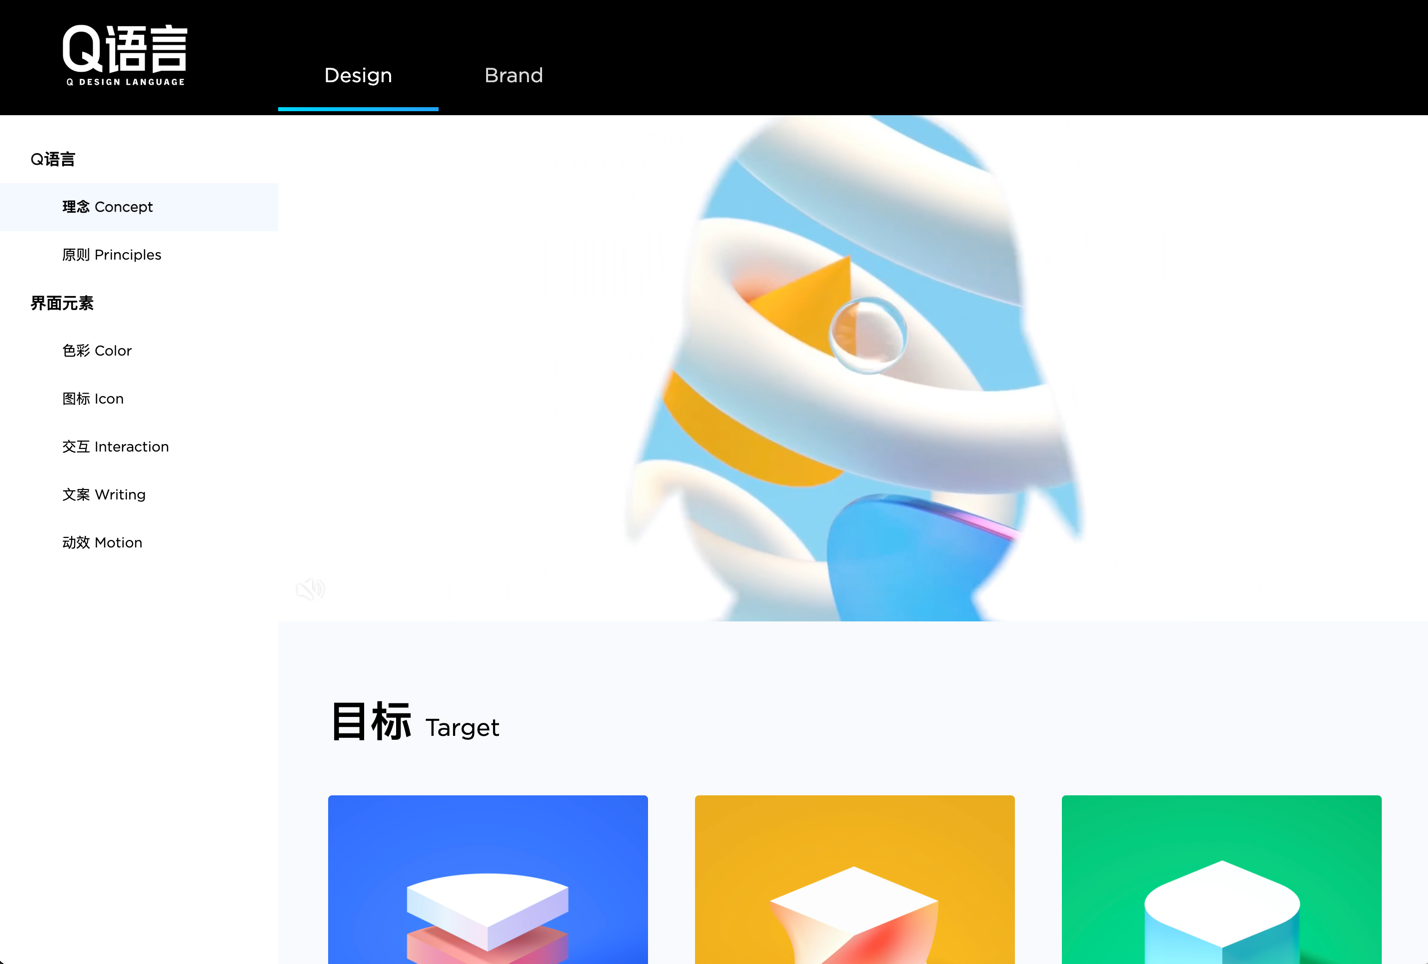 Q语言
Q DESIGN LANGUAGE
Design
Brand
Q语言
理念 Concept
原则 Principles
界面元素
色彩 Color
图标 Icon
交互 Interaction
文案 Writing
动效 Motion
目标 Target